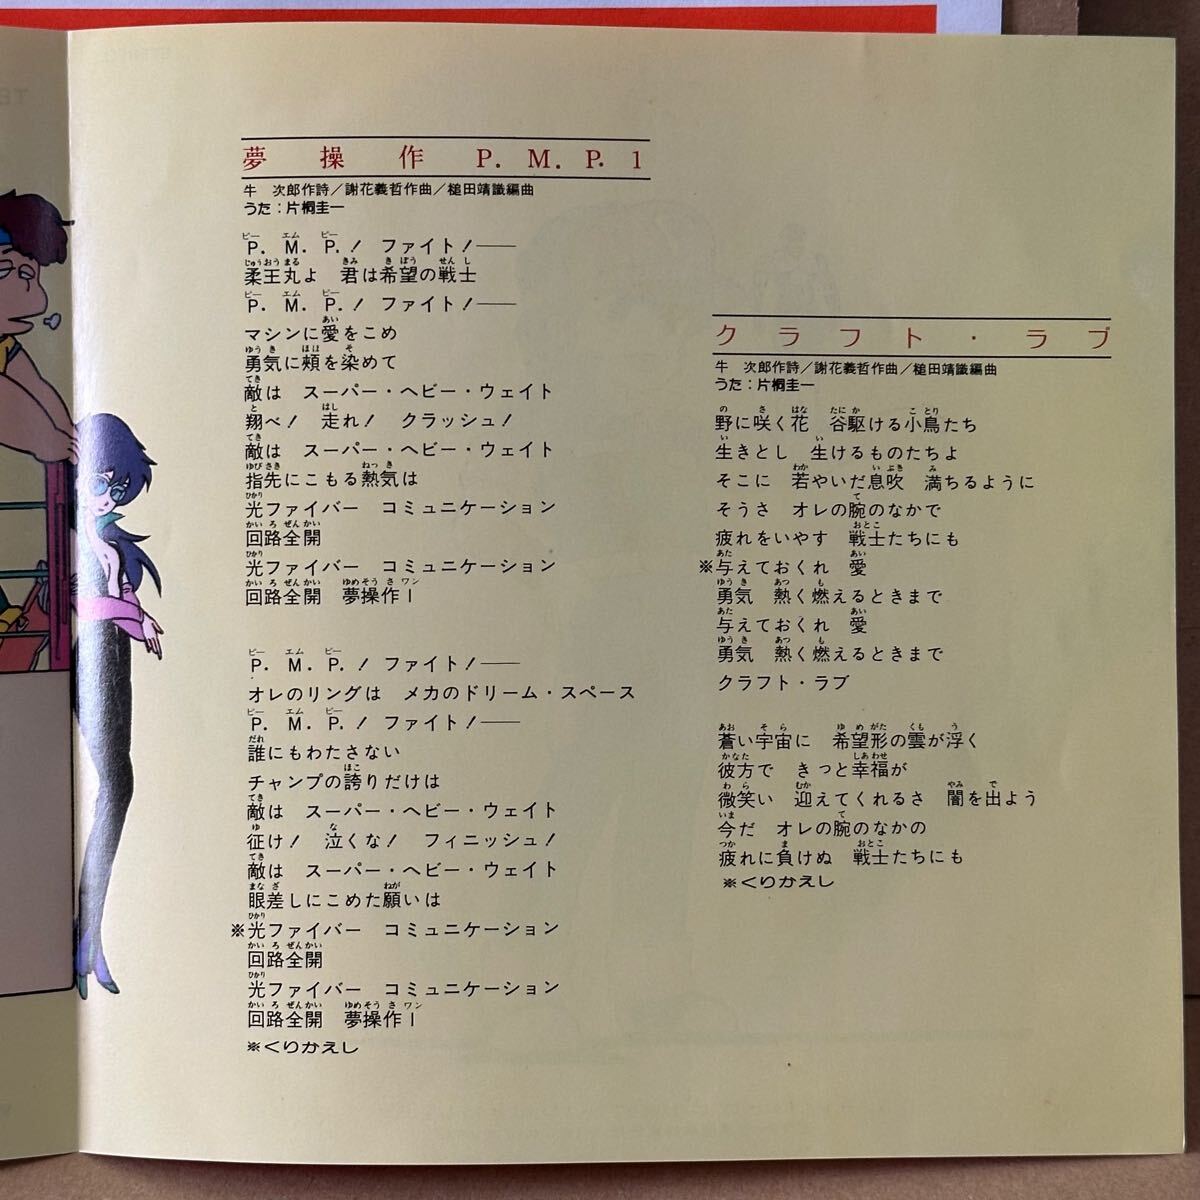 夢操作 P.M.P.1
牛 次郎作詩／謝花義哲作曲／槌田靖識編曲
うた：片桐圭一
P.M.P.！ ファイト！――
柔王丸よ 君は希望の戦士
P.M.P.！ ファイト！――
マシンに愛をこめ
勇気に頰を染めて
敵は スーパー・ヘビー・ウェイト
翔べ！ 走れ！ クラッシュ！
敵は スーパー・ヘビー・ウェイト
指先にこもる熱気は
光ファイバー コミュニケーション
回路全開
光ファイバー コミュニケーション
回路全開 夢操作Ⅰ
P.M.P.！ ファイト！――
オレのリングは メカのドリーム・スペース
P.M.P.！ ファイト！――
誰にもわたさない
チャンプの誇りだけは
敵は スーパー・ヘビー・ウェイト
征け！ 泣くな！ フィニッシュ！
敵は スーパー・ヘビー・ウェイト
眼差しにこめた願いは
※光ファイバー コミュニケーション
回路全開
光ファイバー コミュニケーション
回路全開 夢操作Ⅰ
※くりかえし
クラフト・ラブ
牛 次郎作詩／謝花義哲作曲／槌田靖識編曲
うた：片桐圭一
野に咲く花 谷駆ける小鳥たち
生きとし 生けるものたちよ
そこに 若やいだ息吹 満ちるように
そうさ オレの腕のなかで
疲れをいやす 戦士たちにも
※与えておくれ 愛
勇気 熱く燃えるときまで
与えておくれ 愛
勇気 熱く燃えるときまで
クラフト・ラブ
蒼い宇宙に 希望形の雲が浮く
彼方で きっと幸福が
微笑い 迎えてくれるさ 闇を出よう
今だ オレの腕のなかの
疲れに負けぬ 戦士たちにも
※くりかえし